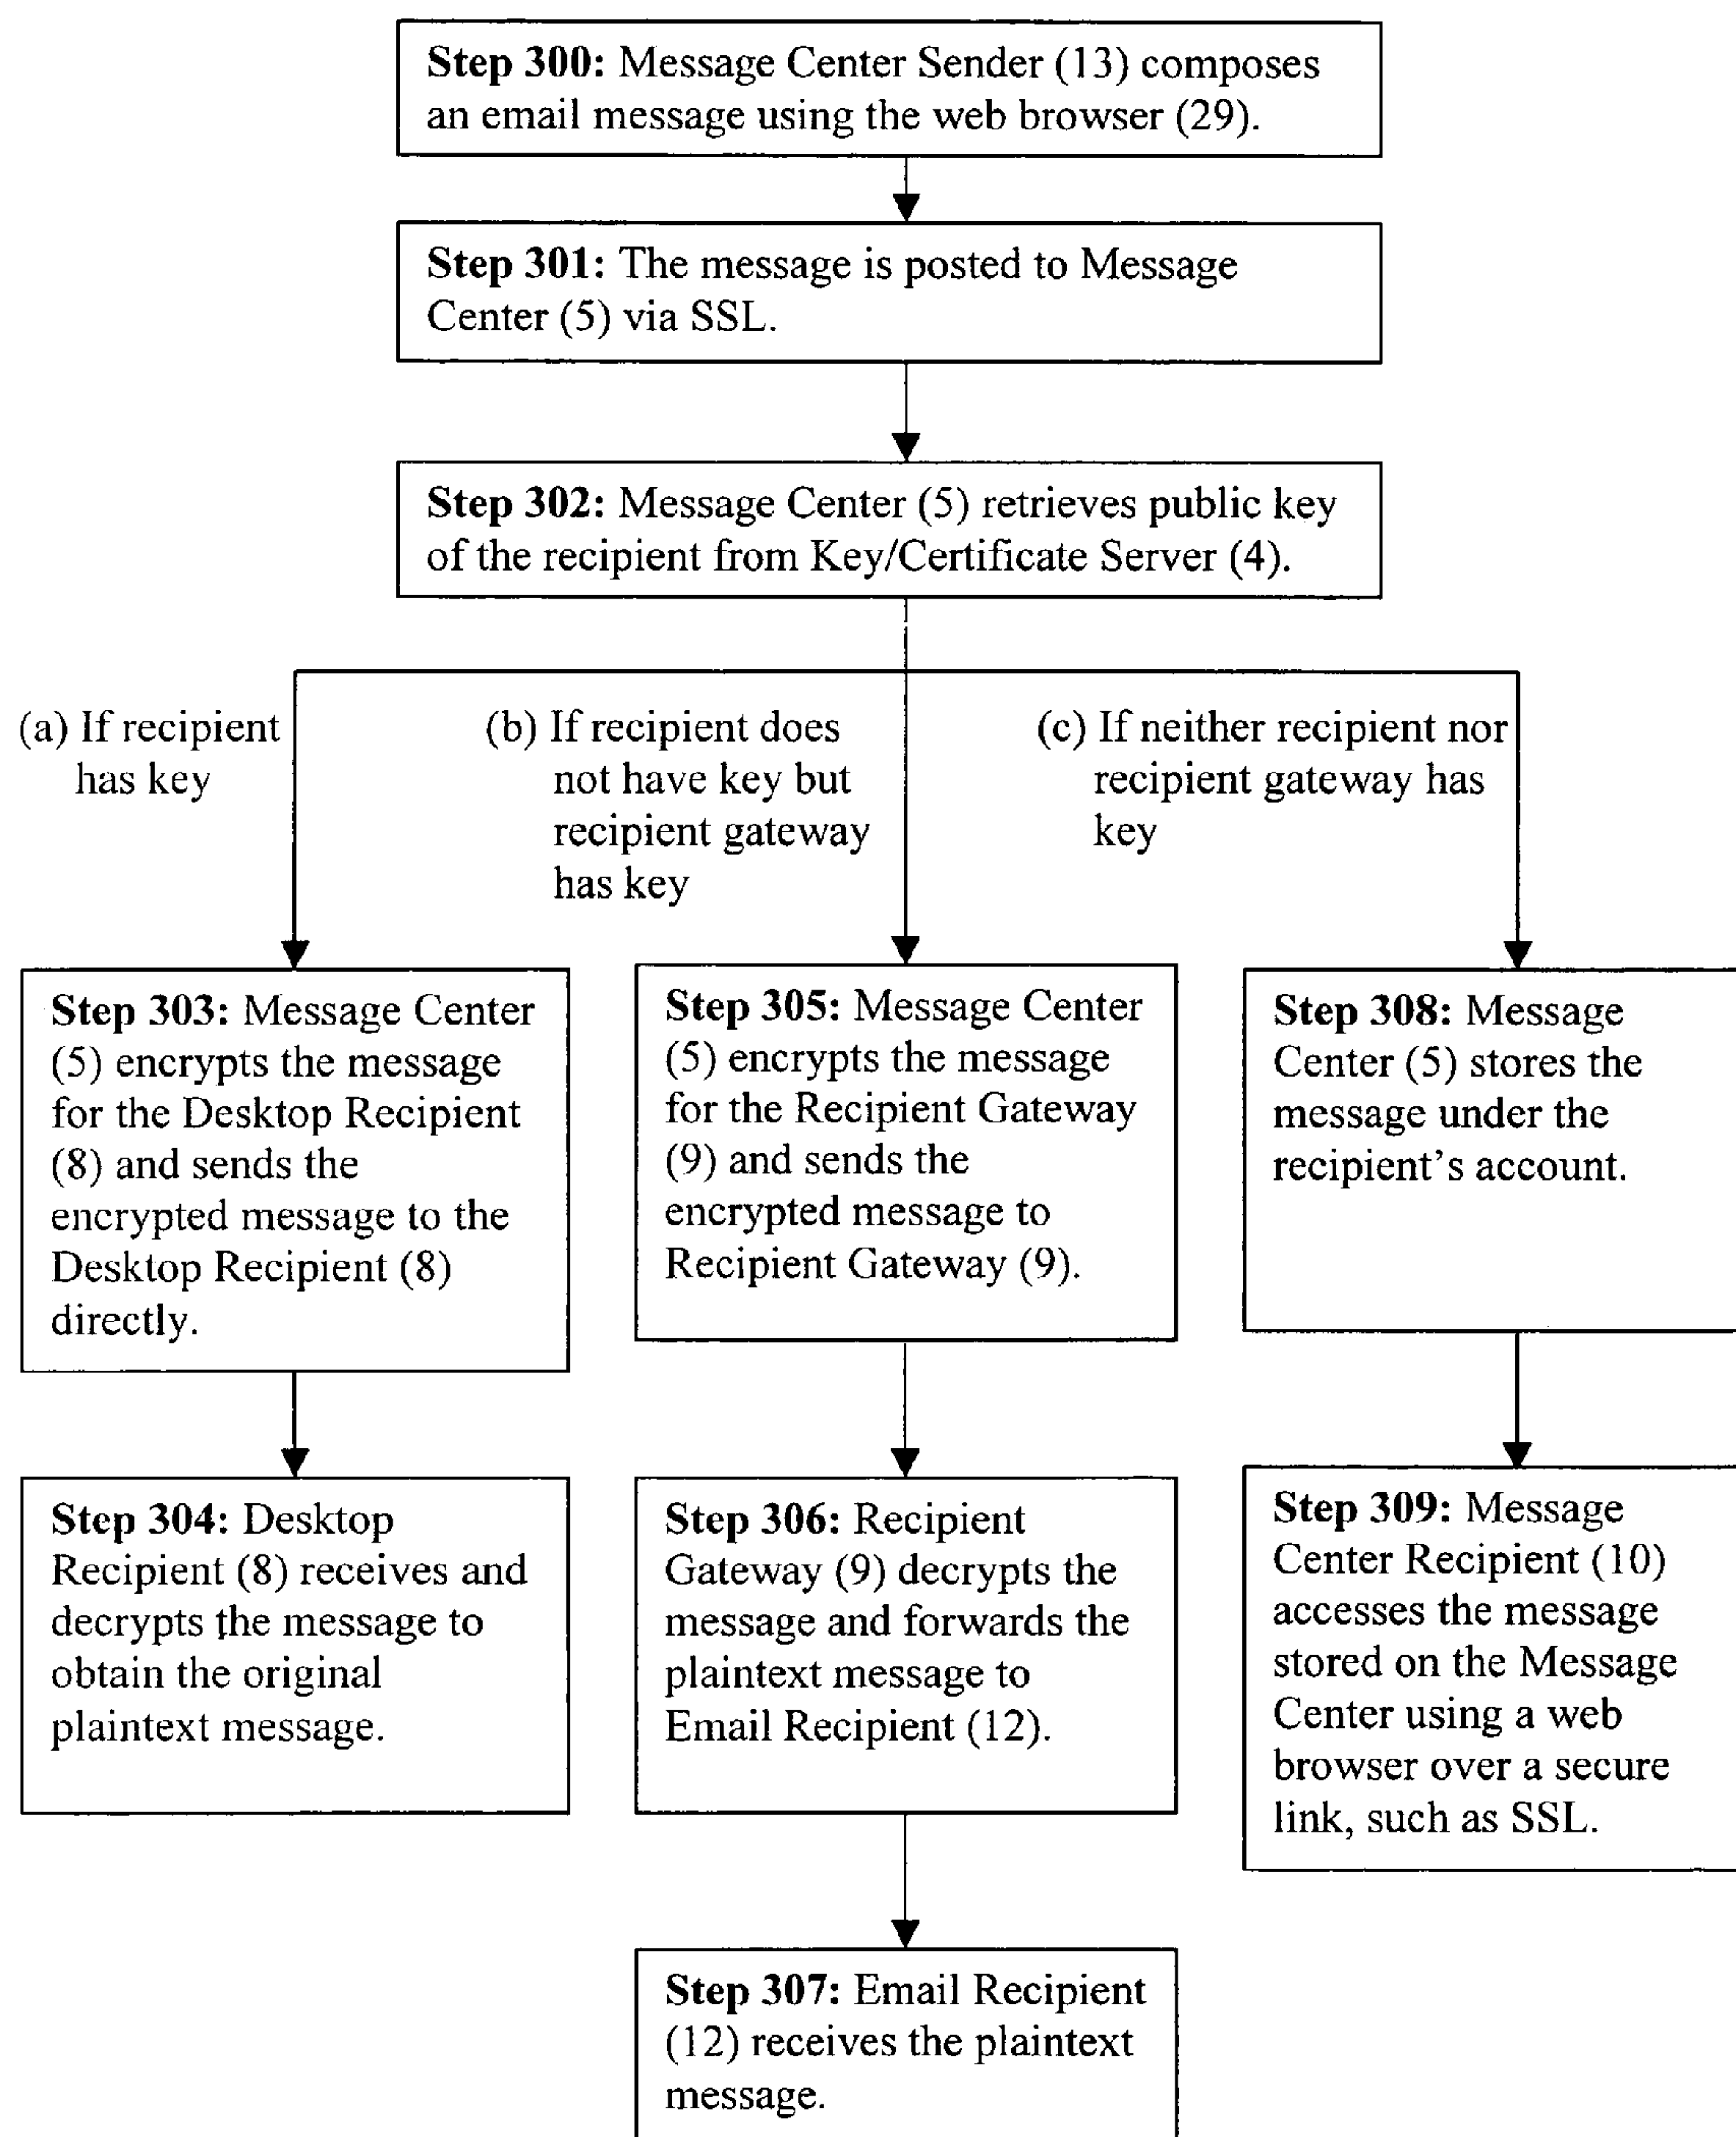 Step 300: Message Center Sender (13) composes
an email message using the web browser (29).
Step 301: The message is posted to Message
Center (5) via SSL.
Step 302: Message Center (5) retrieves public key
of the recipient from Key/Certificate Server (4).
(a) If recipient
has key
(b) If recipient does
not have key but
recipient gateway
has key
(c) If neither recipient nor
recipient gateway has
key
Step 303: Message Center
(5) encrypts the message
for the Desktop Recipient
(8) and sends the
encrypted message to the
Desktop Recipient (8)
directly.
Step 305: Message Center
(5) encrypts the message
for the Recipient Gateway
(9) and sends the
encrypted message to
Recipient Gateway (9).
Step 308: Message
Center (5) stores the
message under the
recipient's account.
Step 304: Desktop
Recipient (8) receives and
decrypts the message to
obtain the original
plaintext message.
Step 306: Recipient
Gateway (9) decrypts the
message and forwards the
plaintext message to
Email Recipient (12).
Step 309: Message
Center Recipient (10)
accesses the message
stored on the Message
Center using a web
browser over a secure
link, such as SSL.
Step 307: Email Recipient
(12) receives the plaintext
message.